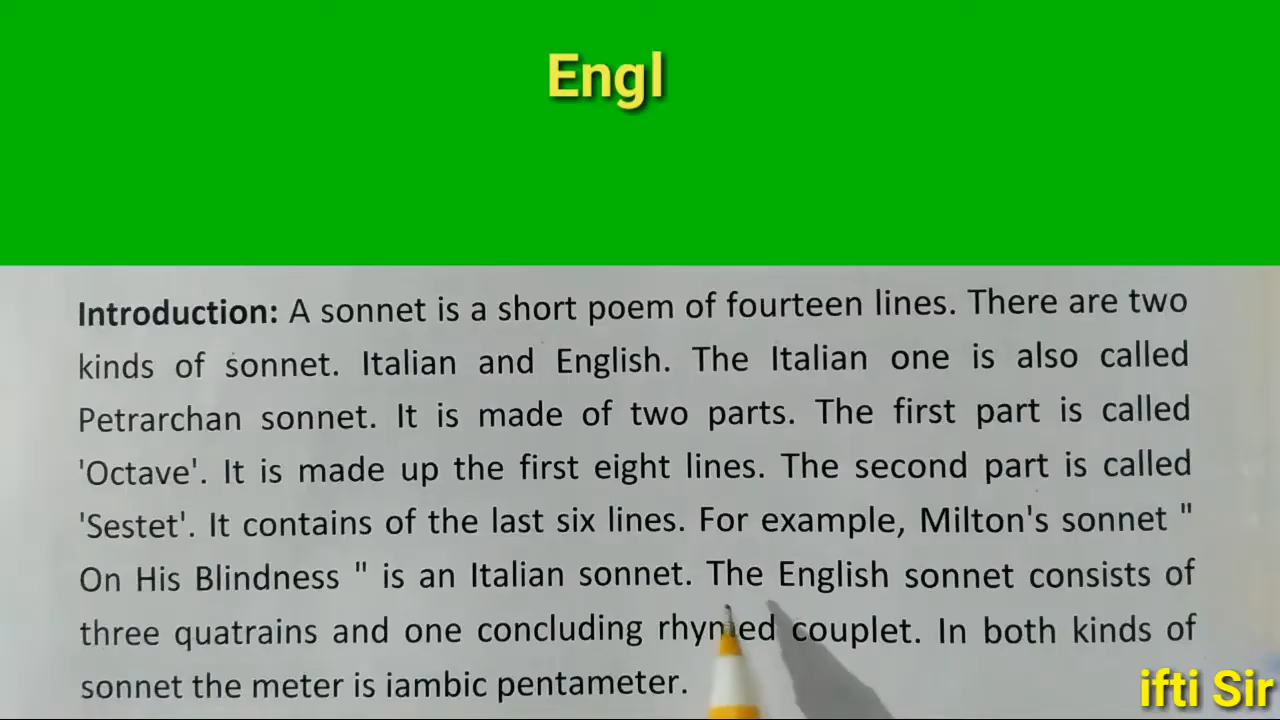 Engl
Introduction: A sonnet is a short poem of fourteen lines. There are two
kinds of sonnet. Italian and English. The Italian one is also called
Petrarchan sonnet. It is made of two parts. The first part is called
'Octave'. It is made up the first eight lines. The second part is called
'Sestet'. It contains of the last six lines. For example, Milton's sonnet "
On His Blindness " is an Italian sonnet. The English sonnet consists of
three quatrains and one concluding rhymed couplet. In both kinds of
sonnet the meter is iambic pentameter.
ifti Sir